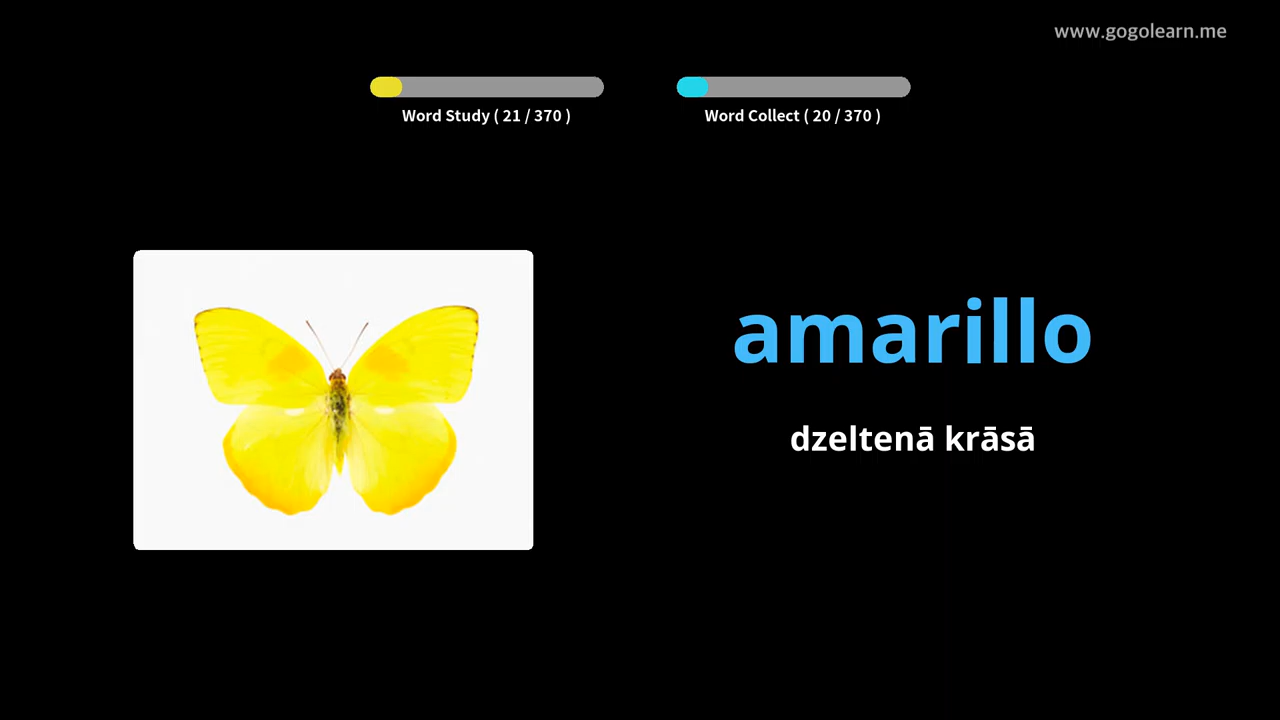 www.gogolearn.me
Word Study ( 21 / 370 )
Word Collect ( 20 / 370 )
amarillo
dzeltenā krāsā